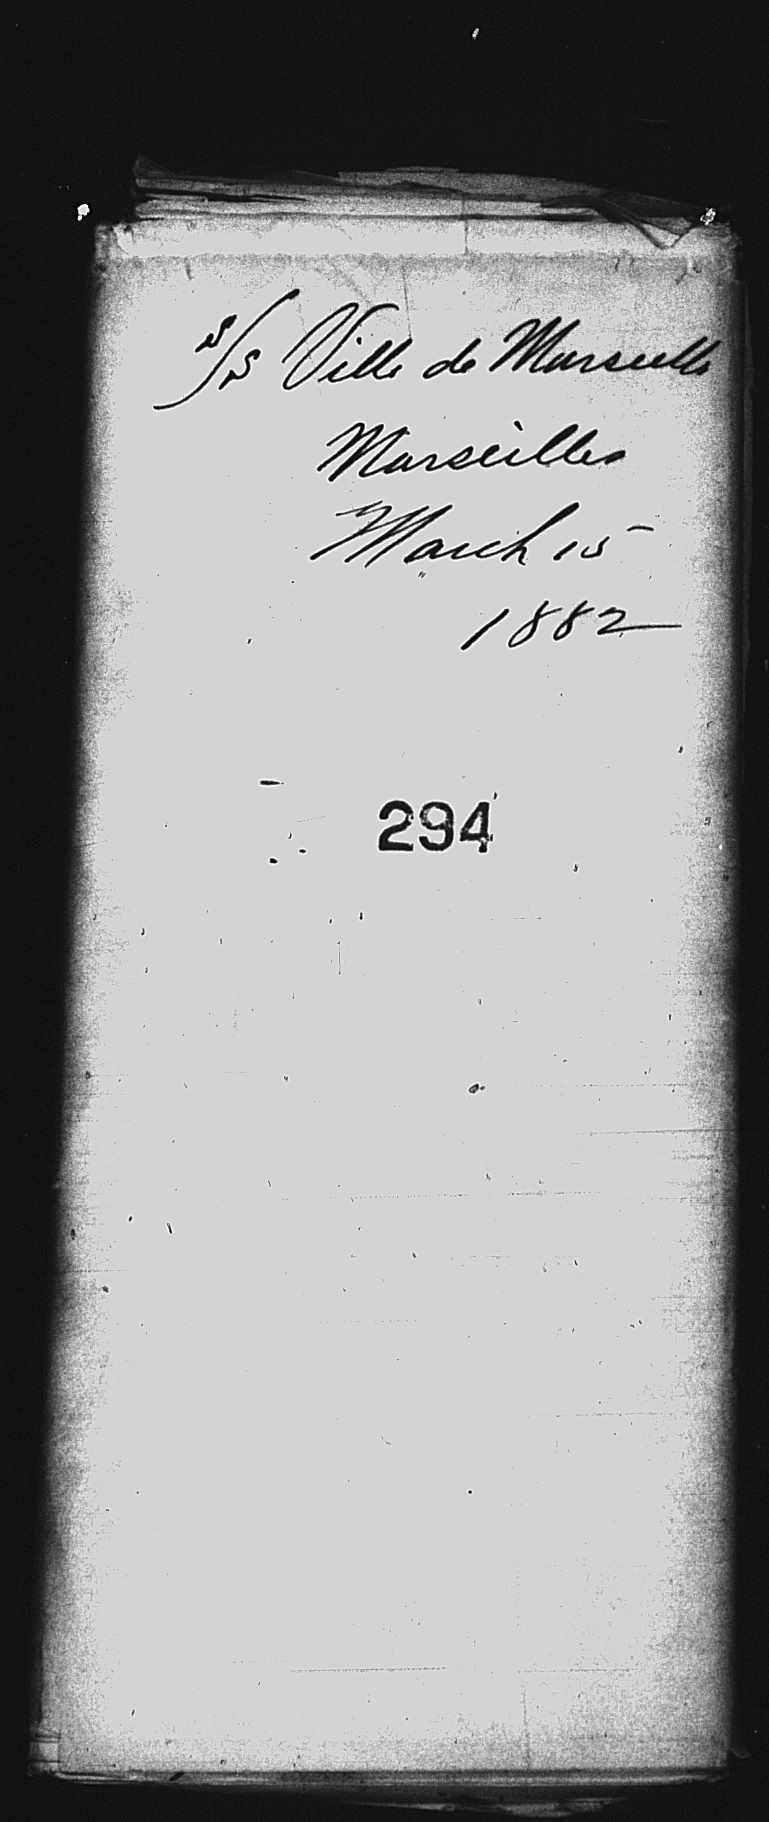 S/S Ville de Marseille
Marseilles
March 15
1882
294